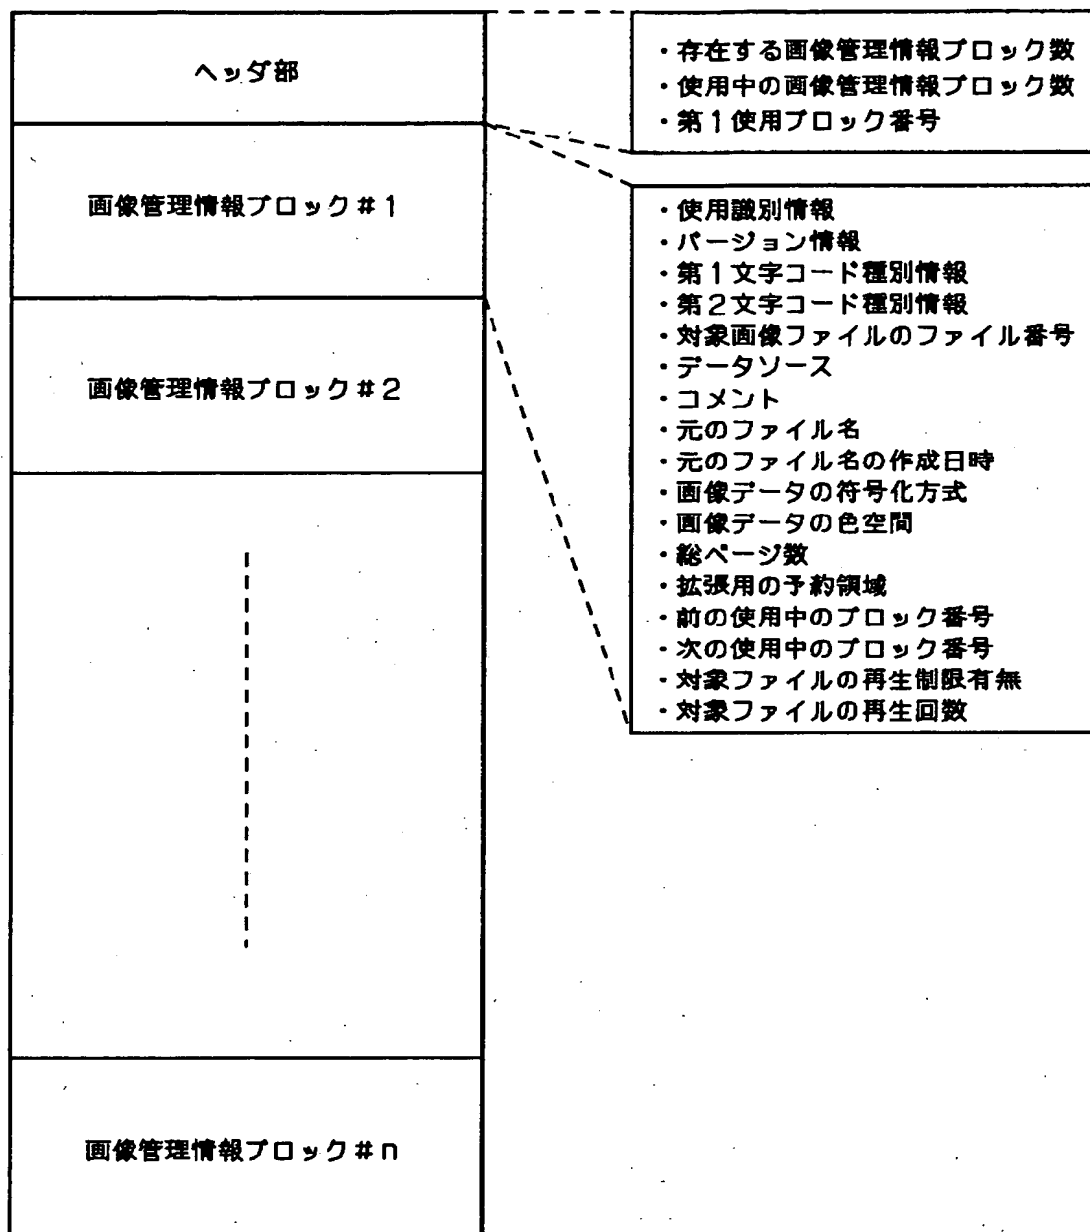 ヘッダ部
・存在する画像管理情報ブロック数
・使用中の画像管理情報ブロック数
・第1使用ブロック番号
画像管理情報ブロック#1
・使用識別情報
・バージョン情報
・第1文字コード種別情報
・第2文字コード種別情報
・対象画像ファイルのファイル番号
・データソース
・コメント
・元のファイル名
・元のファイル名の作成日時
・画像データの符号化方式
・画像データの色空間
・総ページ数
・拡張用の予約領域
・前の使用中のブロック番号
・次の使用中のブロック番号
・対象ファイルの再生制限有無
・対象ファイルの再生回数
画像管理情報ブロック#2
画像管理情報ブロック#n